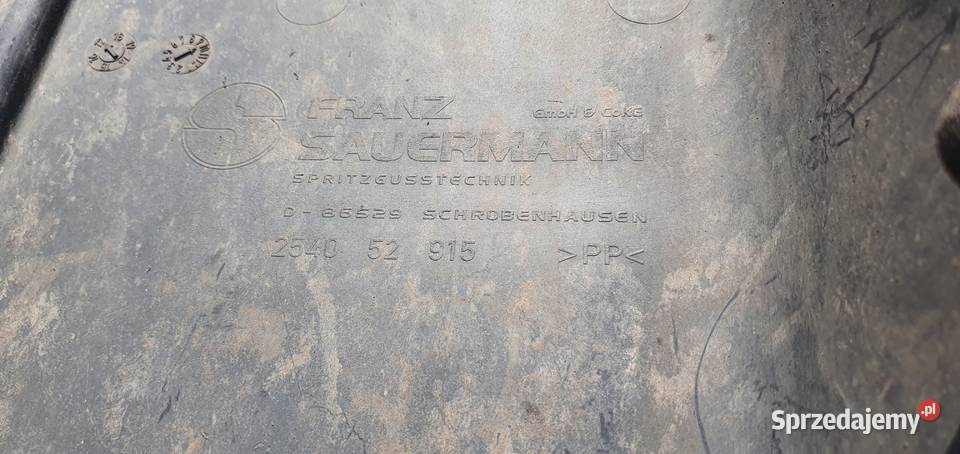 FRANZ GmbH & CoKG
SAUERMANN
SPRITZGUSSTECHNIK
D-86529 SCHROBENHAUSEN
2540 52 915 >PP<
Sprzedajemy.pl